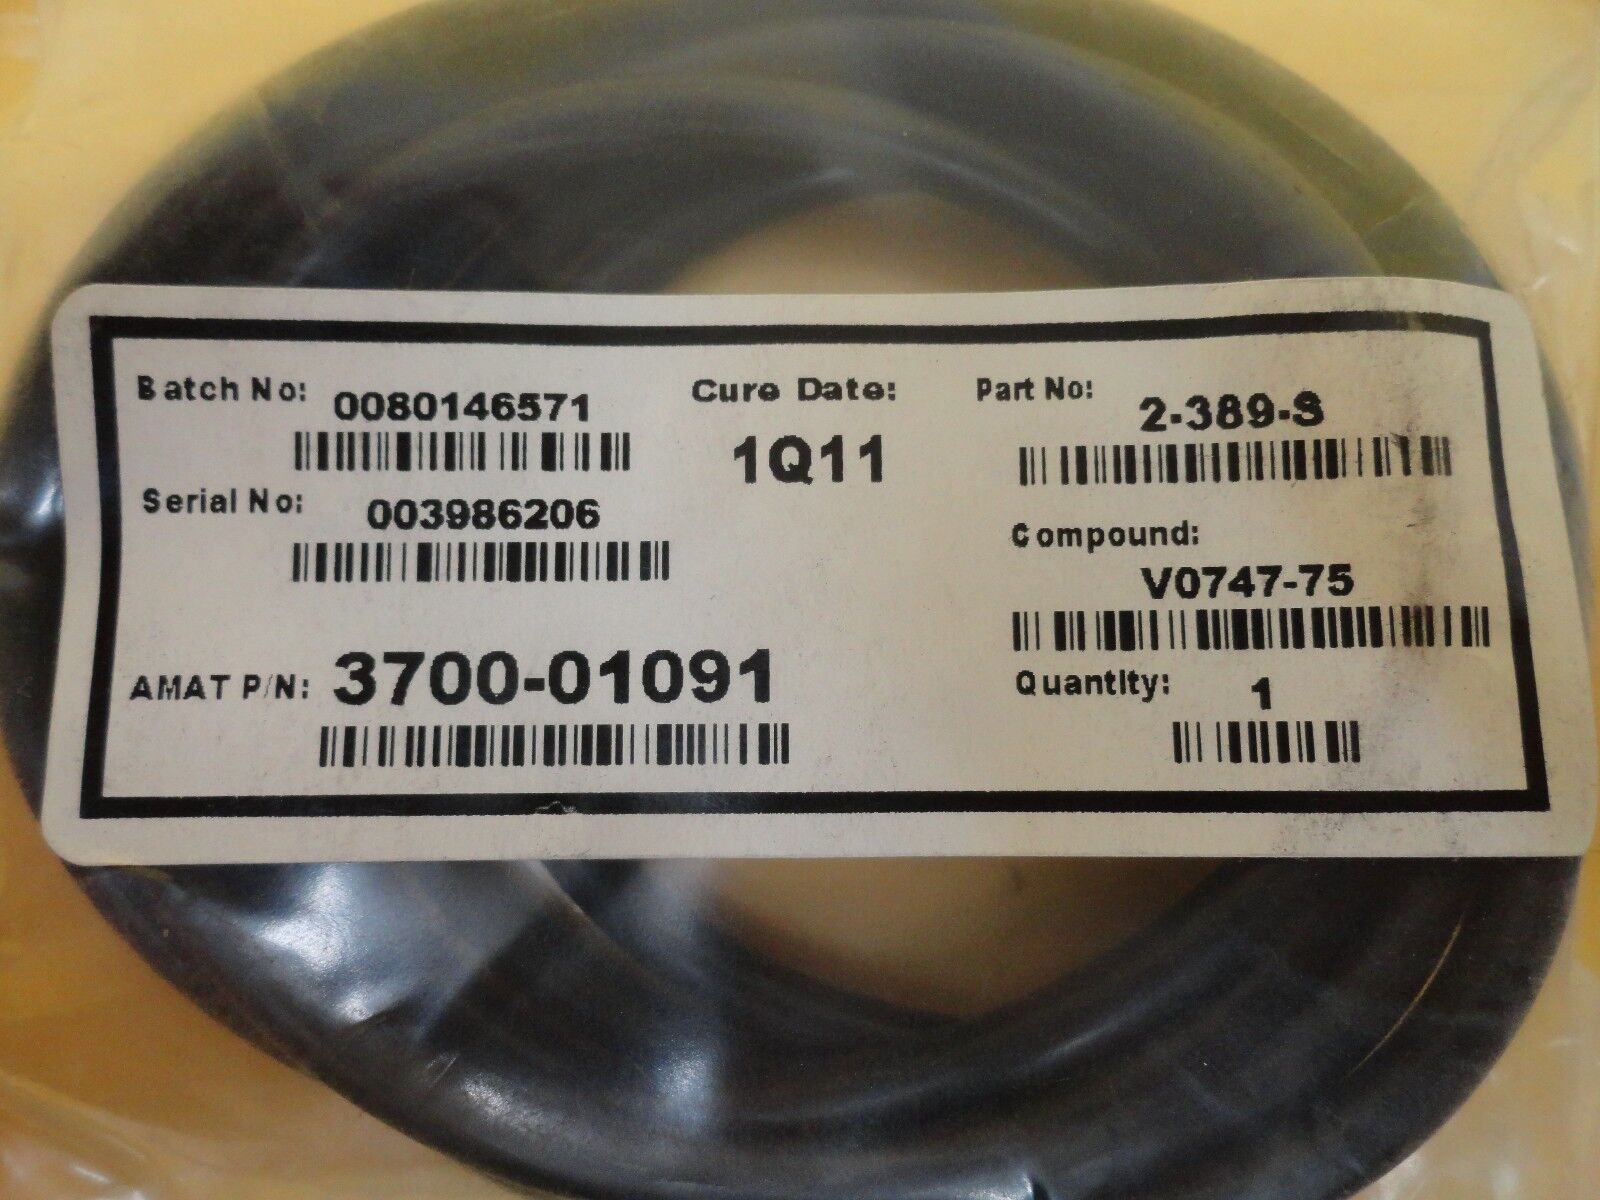 Batch No: 0080146571
Cure Date: 1Q11
Part No: 2-389-S
Serial No: 003986206
Compound: V0747-75
AMAT P/N: 3700-01091
Quantity: 1